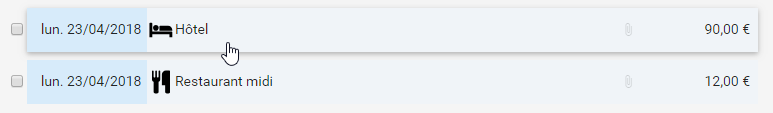 lun. 23/04/2018 Hôtel 90,00 €
lun. 23/04/2018 Restaurant midi 12,00 €